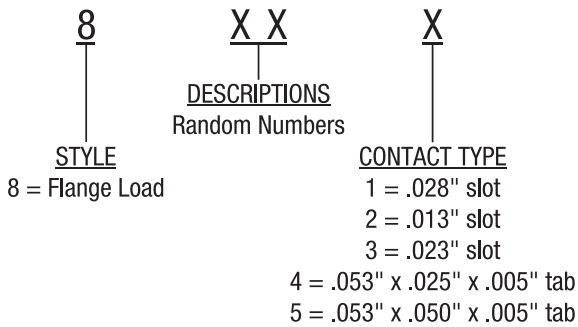 8 X X X
DESCRIPTIONS
Random Numbers
STYLE
8 = Flange Load
CONTACT TYPE
1 = .028" slot
2 = .013" slot
3 = .023" slot
4 = .053" x .025" x .005" tab
5 = .053" x .050" x .005" tab